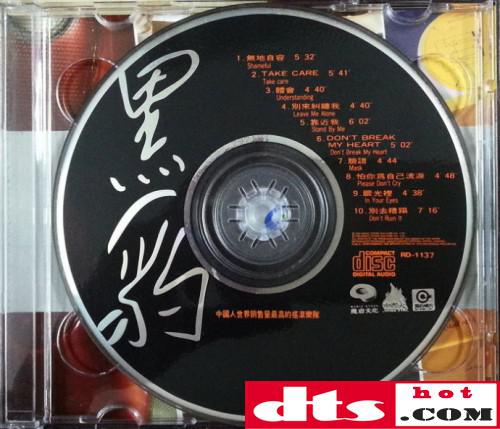 黑豹
1. 無地自容 5 32'
Shameful
2. TAKE CARE 5 41'
Take care
3. 體會 4 40'
Understanding
4. 別來糾纏我 4 40'
Leave Me Alone
5. 靠近我 6 02'
Stand By Me
6. DON'T BREAK
MY HEART 5 02'
Don't Break My Heart
7. 臉譜 4 44
Mask
8. 怕你為自己流淚 4 48'
Please Don't Cry
9. 眼光裡 4 38'
In Your Eyes
10. 別去糟蹋 7 16'
Don't Ruin It
COMPACT
disc
DIGITAL AUDIO
RD-1137
魔岩文化
中國人世界銷售量最高的搖滾樂隊
dts hot
.COM